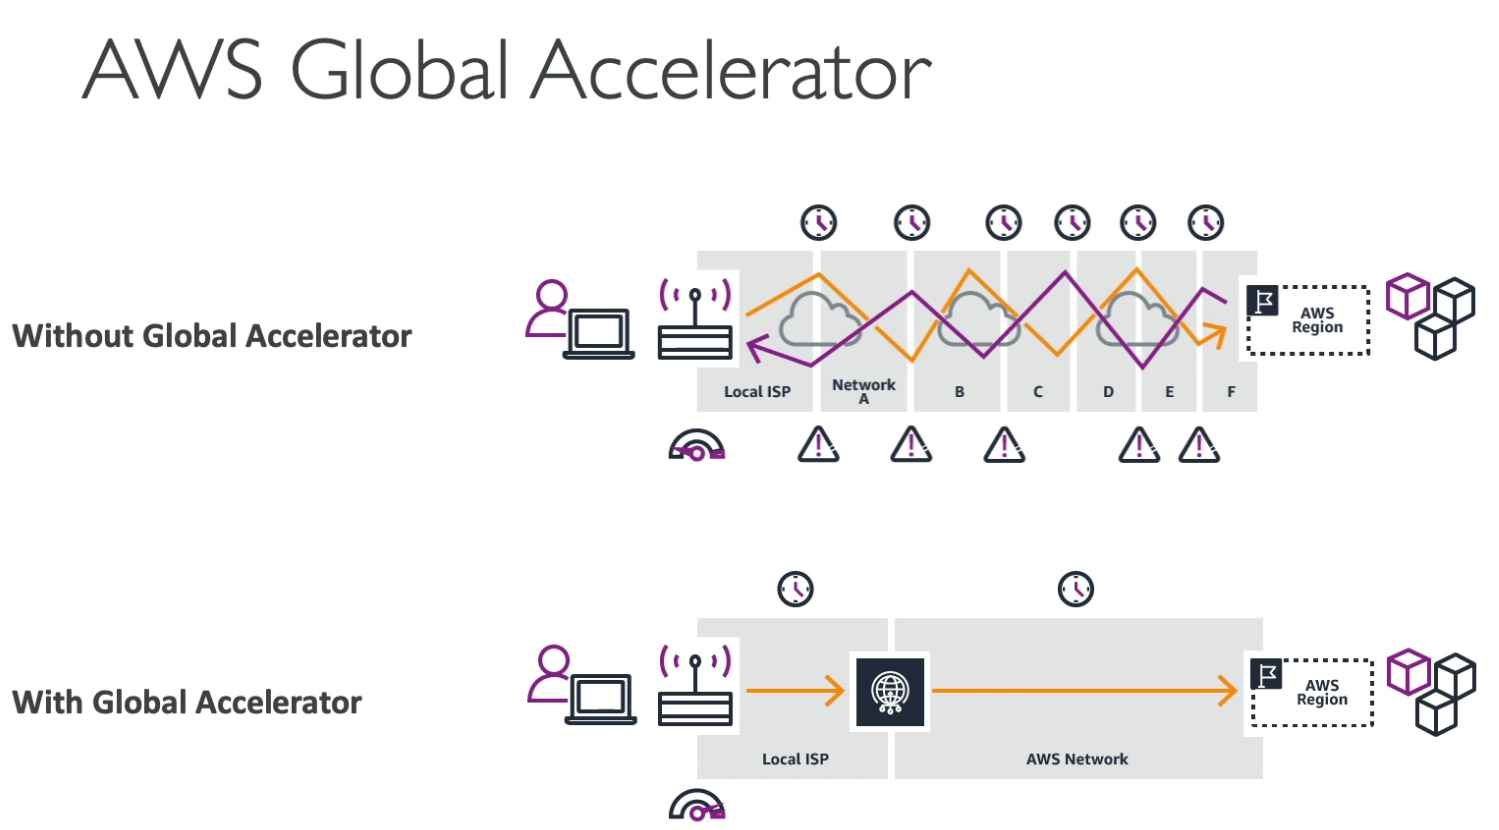 AWS Global Accelerator
Without Global Accelerator
AWS
Region
Local ISP
Network
A
B
C
D
E
F
With Global Accelerator
AWS
Region
Local ISP
AWS Network